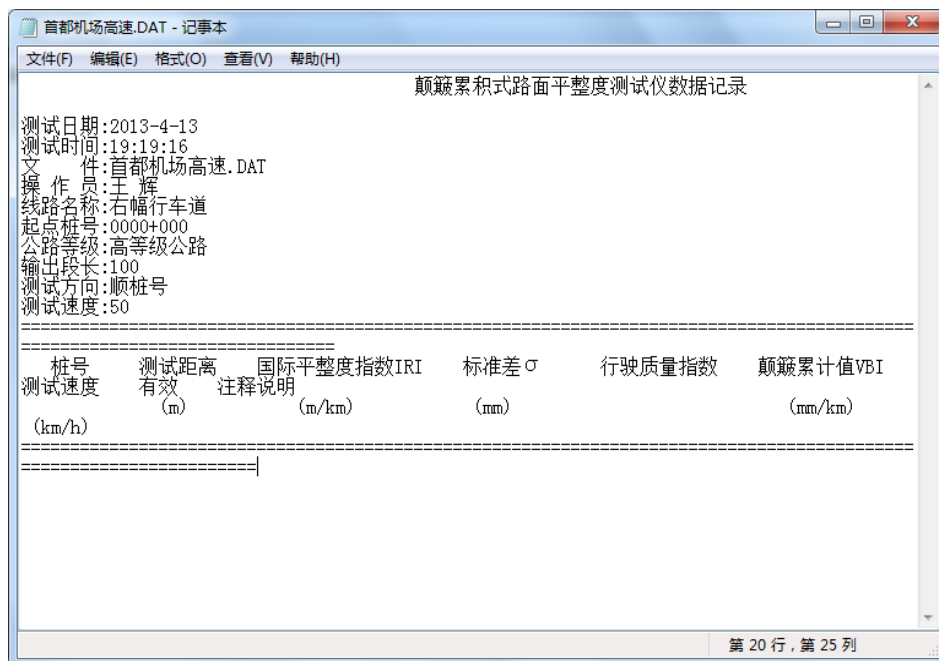 首都机场高速.DAT - 记事本
文件(F) 编辑(E) 格式(O) 查看(V) 帮助(H)
颠簸累积式路面平整度测试仪数据记录
测试日期:2013-4-13
测试时间:19:19:16
文 件:首都机场高速.DAT
操 作 员:王 辉
线路名称:右幅行车道
起点桩号:0000+000
公路等级:高等级公路
输出段长:100
测试方向:顺桩号
测试速度:50
===========================================================================================
================================
桩号 测试距离 国际平整度指数IRI 标准差σ 行驶质量指数 颠簸累计值VBI
测试速度 有效 注释说明
(m) (m/km) (mm) (mm/km)
(km/h)
===========================================================================================
========================
第 20 行，第 25 列